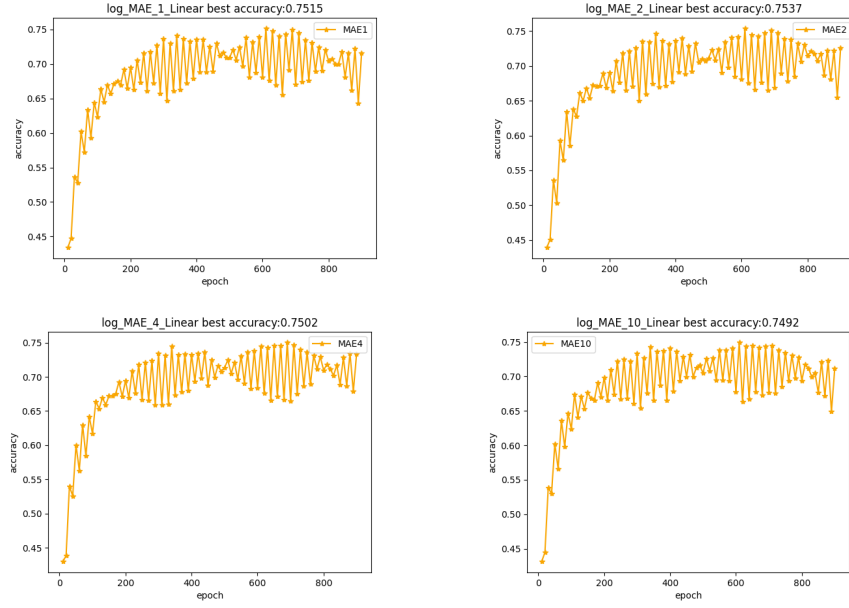 log_MAE_1_Linear best accuracy:0.7515
MAE1
0.75
0.70
0.65
0.60
0.55
0.50
0.45
accuracy
0 200 400 600 800
epoch
log_MAE_2_Linear best accuracy:0.7537
MAE2
0.75
0.70
0.65
0.60
0.55
0.50
0.45
accuracy
0 200 400 600 800
epoch
log_MAE_4_Linear best accuracy:0.7502
MAE4
0.75
0.70
0.65
0.60
0.55
0.50
0.45
accuracy
0 200 400 600 800
epoch
log_MAE_10_Linear best accuracy:0.7492
MAE10
0.75
0.70
0.65
0.60
0.55
0.50
0.45
accuracy
0 200 400 600 800
epoch